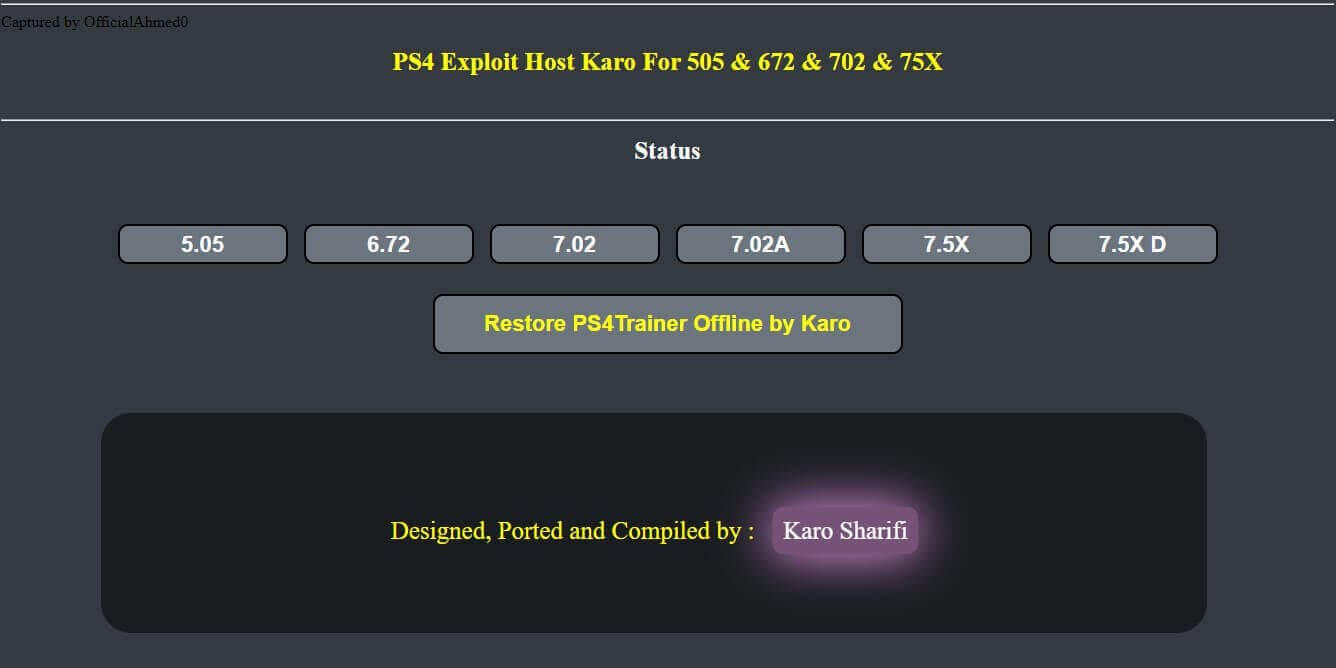 Captured by OfficialAhmed0
PS4 Exploit Host Karo For 505 & 672 & 702 & 75X
Status
5.05 6.72 7.02 7.02A 7.5X 7.5X D
Restore PS4Trainer Offline by Karo
Designed, Ported and Compiled by : Karo Sharifi